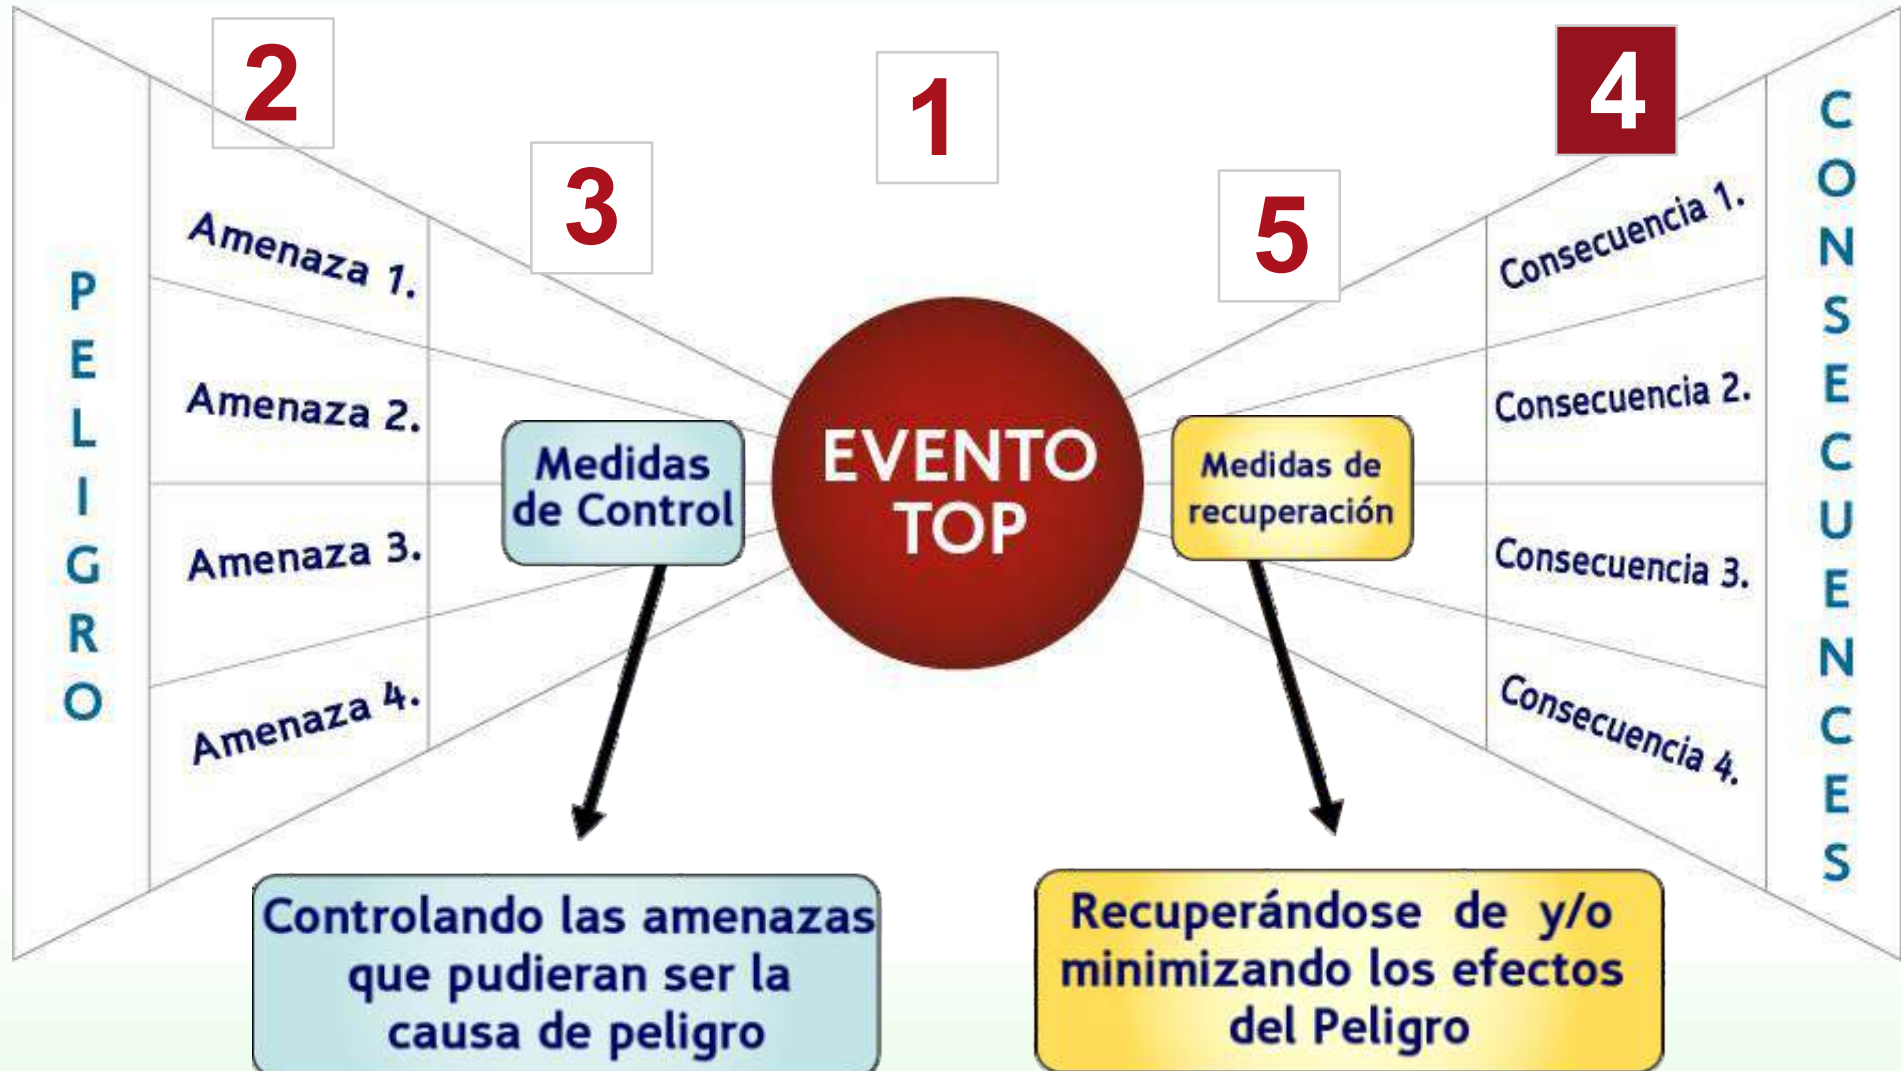 2
1
4
3
5
PELIGRO
Amenaza 1.
Amenaza 2.
Amenaza 3.
Amenaza 4.
Medidas
de Control
EVENTO
TOP
Medidas de
recuperación
Consecuencia 1.
Consecuencia 2.
Consecuencia 3.
Consecuencia 4.
CONSECUENCES
Controlando las amenazas
que pudieran ser la
causa de peligro
Recuperándose de y/o
minimizando los efectos
del Peligro